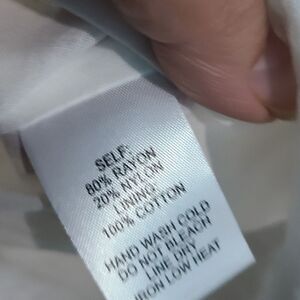 SELF:
80% RAYON
20% NYLON
LINING:
100% COTTON
HAND WASH COLD
DO NOT BLEACH
LINE DRY
IRON LOW HEAT